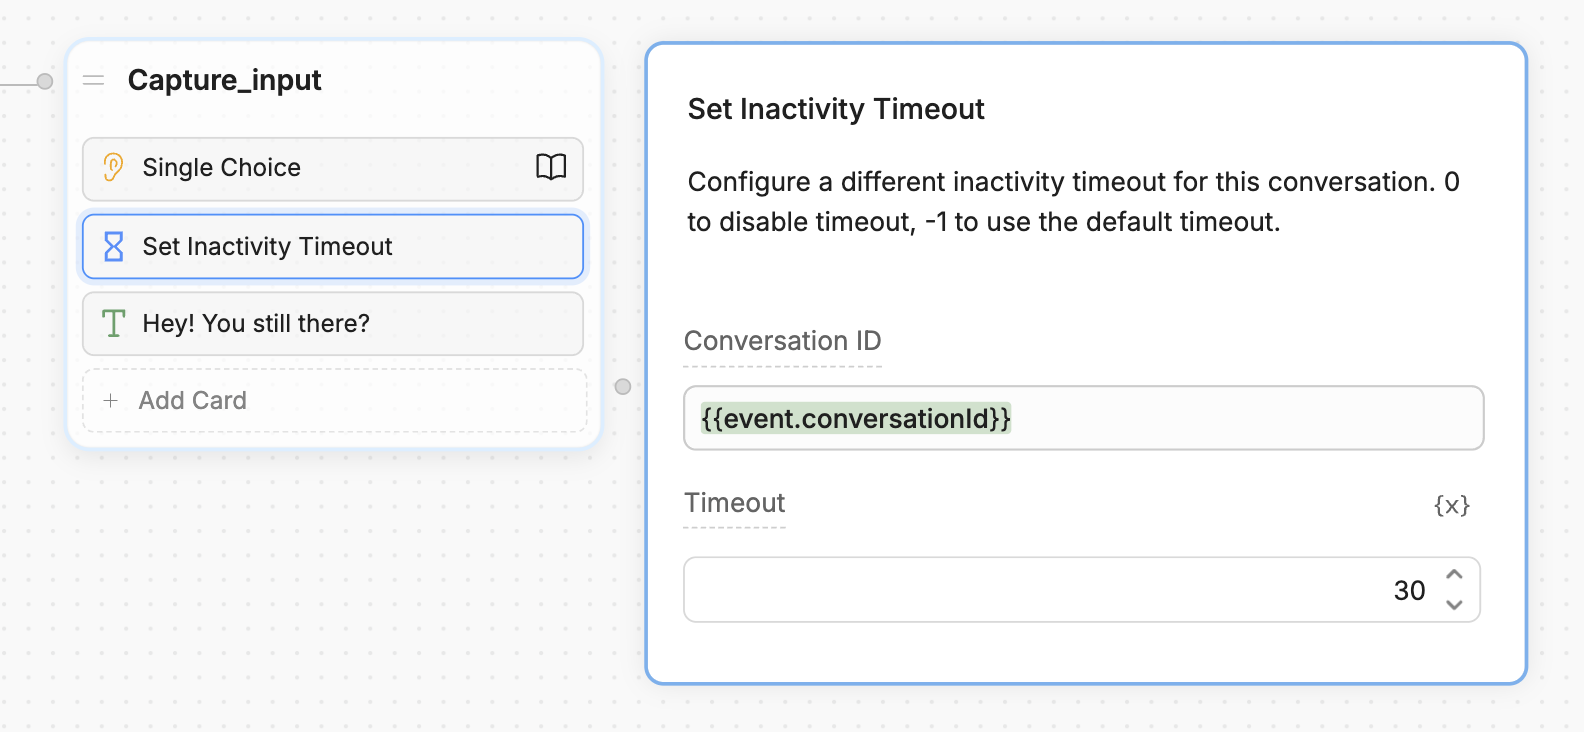 Capture_input
Single Choice
Set Inactivity Timeout
Hey! You still there?
+ Add Card
Set Inactivity Timeout
Configure a different inactivity timeout for this conversation. 0
to disable timeout, -1 to use the default timeout.
Conversation ID
{{event.conversationId}}
Timeout
{x}
30